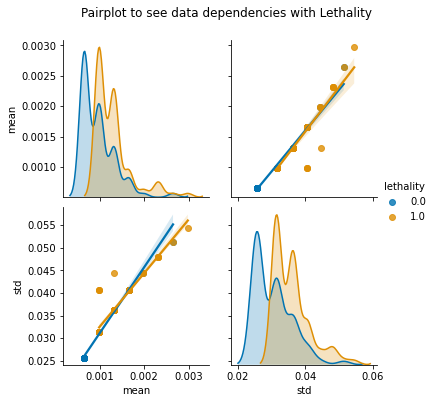 Pairplot to see data dependencies with Lethality
0.0030
0.0025
0.0020
0.0015
0.0010
mean
lethality
0.0
1.0
0.055
0.050
0.045
0.040
0.035
0.030
0.025
std
0.001 0.002 0.003
mean
0.02 0.04 0.06
std